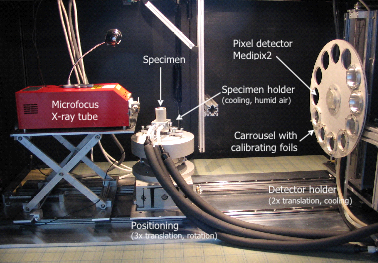 Pixel detector
Medipix2
Specimen
Specimen holder
(cooling, humid air)
Microfocus
X-ray tube
Carrousel with
calibrating foils
Detector holder
(2x translation, cooling)
Positioning
(3x translation, rotation)